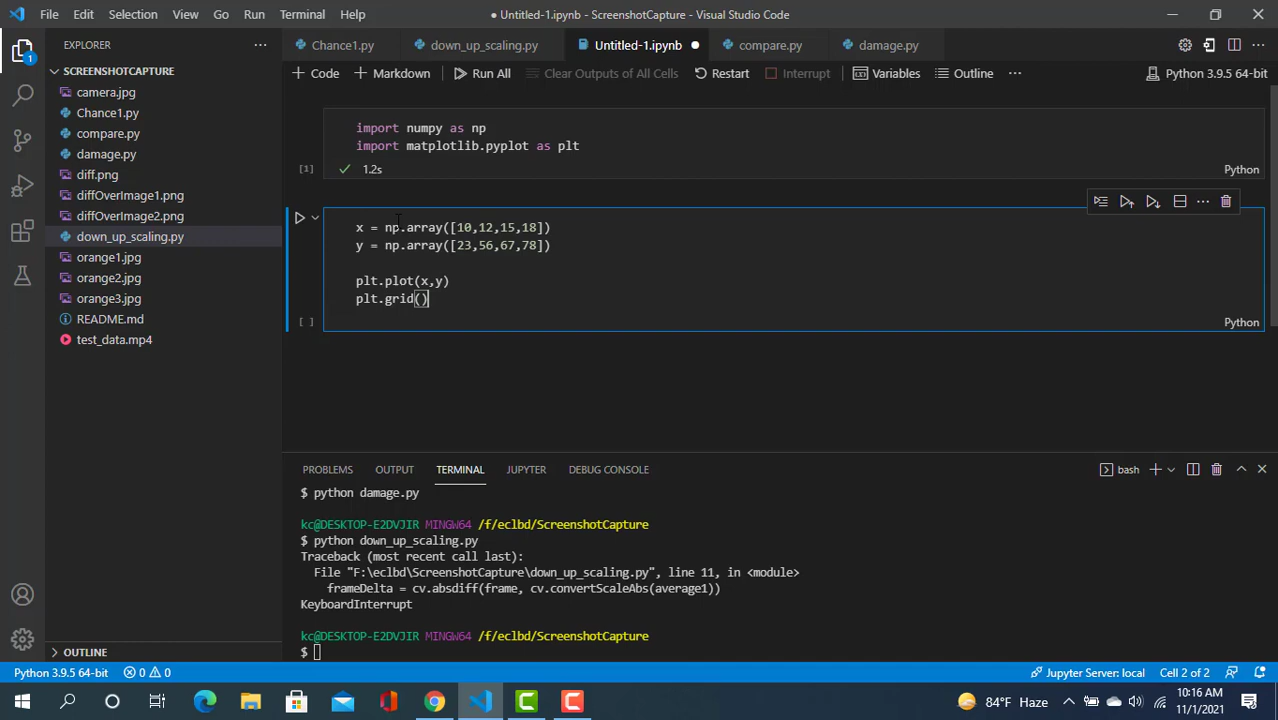 File Edit Selection View Go Run Terminal Help
● Untitled-1.ipynb - ScreenshotCapture - Visual Studio Code
EXPLORER
SCREENSHOTCAPTURE
camera.jpg
Chance1.py
compare.py
damage.py
diff.png
diffOverImage1.png
diffOverImage2.png
down_up_scaling.py
orange1.jpg
orange2.jpg
orange3.jpg
README.md
test_data.mp4
OUTLINE
Chance1.py down_up_scaling.py Untitled-1.ipynb compare.py damage.py
+ Code + Markdown Run All Clear Outputs of All Cells Restart Interrupt Variables Outline ··· Python 3.9.5 64-bit
import numpy as np
import matplotlib.pyplot as plt
[1] 1.2s Python
x = np.array([10,12,15,18])
y = np.array([23,56,67,78])
plt.plot(x,y)
plt.grid()
[ ] Python
PROBLEMS OUTPUT TERMINAL JUPYTER DEBUG CONSOLE bash
$ python damage.py
kc@DESKTOP-E2DVJIR MINGW64 /f/eclbd/ScreenshotCapture
$ python down_up_scaling.py
Traceback (most recent call last):
File "F:\eclbd\ScreenshotCapture\down_up_scaling.py", line 11, in <module>
frameDelta = cv.absdiff(frame, cv.convertScaleAbs(average1))
KeyboardInterrupt
kc@DESKTOP-E2DVJIR MINGW64 /f/eclbd/ScreenshotCapture
$
Python 3.9.5 64-bit 0 0 Jupyter Server: local Cell 2 of 2
84°F Haze 10:16 AM
11/1/2021